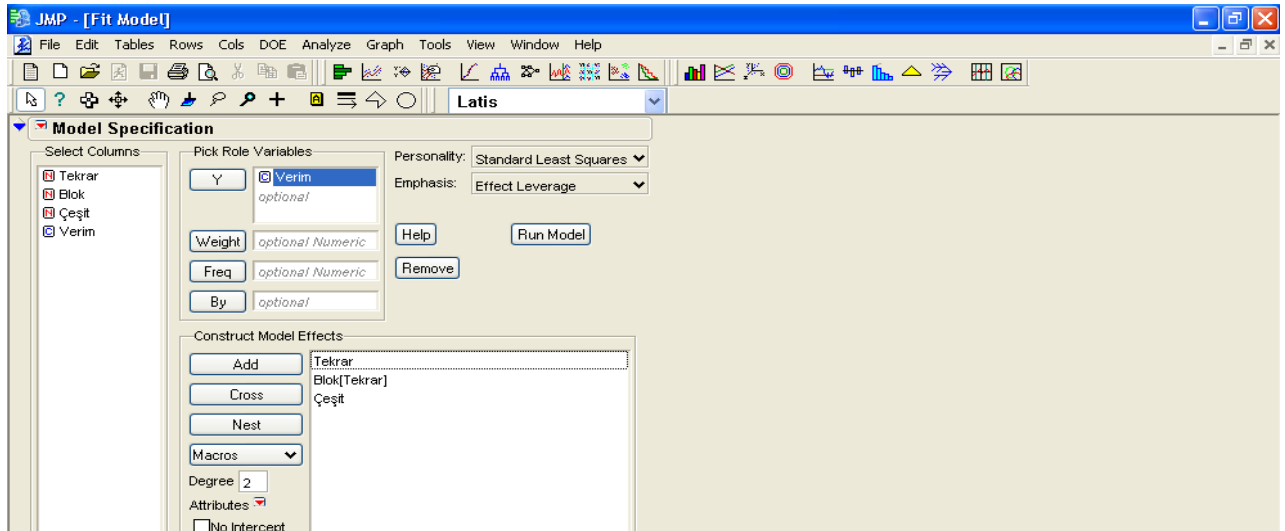 JMP - [Fit Model]
File Edit Tables Rows Cols DOE Analyze Graph Tools View Window Help
Latis
Model Specification
Select Columns
Tekrar
Blok
Çeşit
Verim
Pick Role Variables
Y
Verim
optional
Weight
optional Numeric
Freq
optional Numeric
By
optional
Personality:
Standard Least Squares
Emphasis:
Effect Leverage
Help
Run Model
Remove
Construct Model Effects
Add
Cross
Nest
Macros
Degree 2
Attributes
No Intercept
Tekrar
Blok[Tekrar]
Çeşit